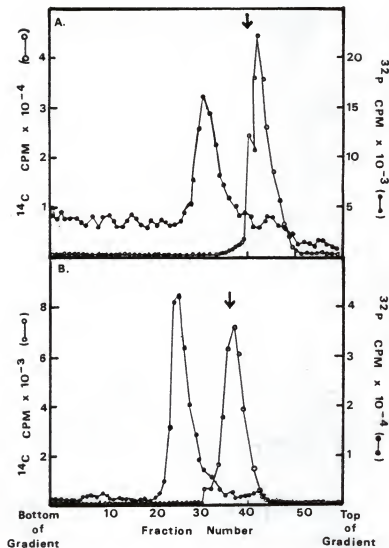 A.
14C CPM x 10-4 (o—o)
4
3
2
1
32P CPM x 10-3 (●—●)
20
15
10
5
B.
14C CPM x 10-3 (o—o)
8
6
4
2
32P CPM x 10-4 (●—●)
4
3
2
1
10 20 30 40 50
Bottom of Gradient
Fraction Number
Top of Gradient